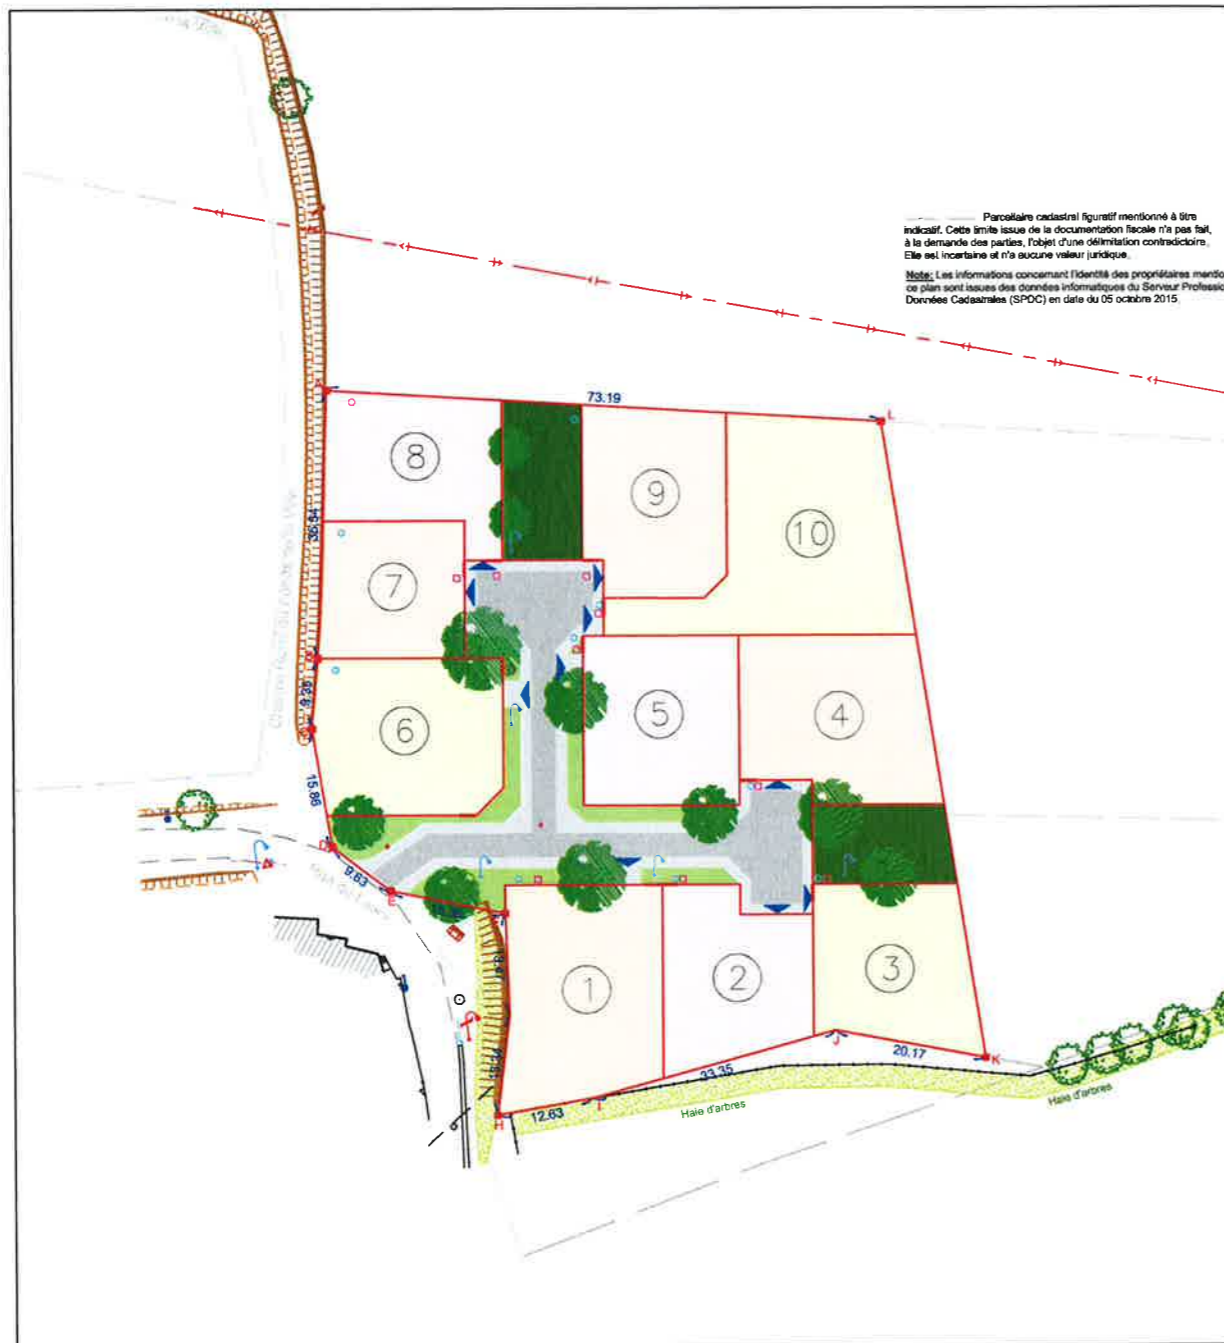 Parcellaire cadastral figuratif mentionné à titre
indicatif. Cette limite issue de la documentation fiscale n'a pas fait,
à la demande des parties, l'objet d'une délimitation contradictoire.
Elle est incertaine et n'a aucune valeur juridique.
Note: Les informations concernant l'identité des propriétaires mentio
ce plan sont issues des données informatiques du Serveur Professio
Données Cadastrales (SPDC) en date du 05 octobre 2015.
A
73.19
L
8
9
10
7
9.35
6
5
4
15.86
D
9.63
E
1
2
3
J
20.17
K
33.35
I
12.63
H
Haie d'arbres
Haie d'arbres